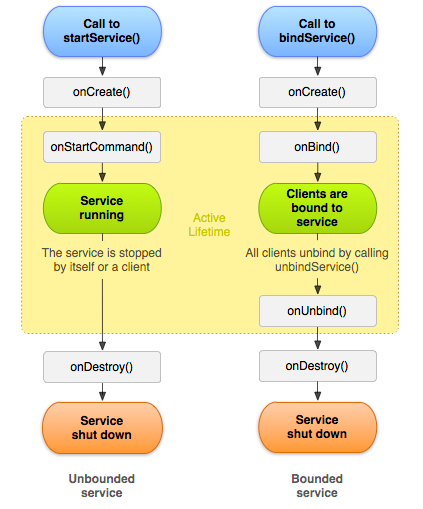 Call to
startService()
onCreate()
onStartCommand()
Service
running
The service is stopped
by itself or a client
onDestroy()
Service
shut down
Unbounded
service
Active
Lifetime
Call to
bindService()
onCreate()
onBind()
Clients are
bound to
service
All clients unbind by calling
unbindService()
onUnbind()
onDestroy()
Service
shut down
Bounded
service